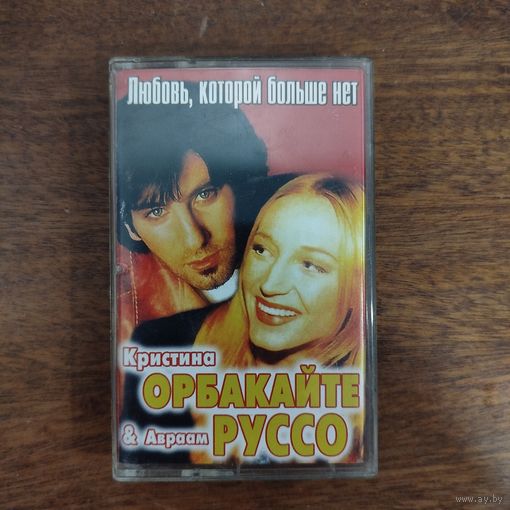 Любовь, которой больше нет
Кристина
ОРБАКАЙТЕ
& Авраам РУССО
www.ay.by